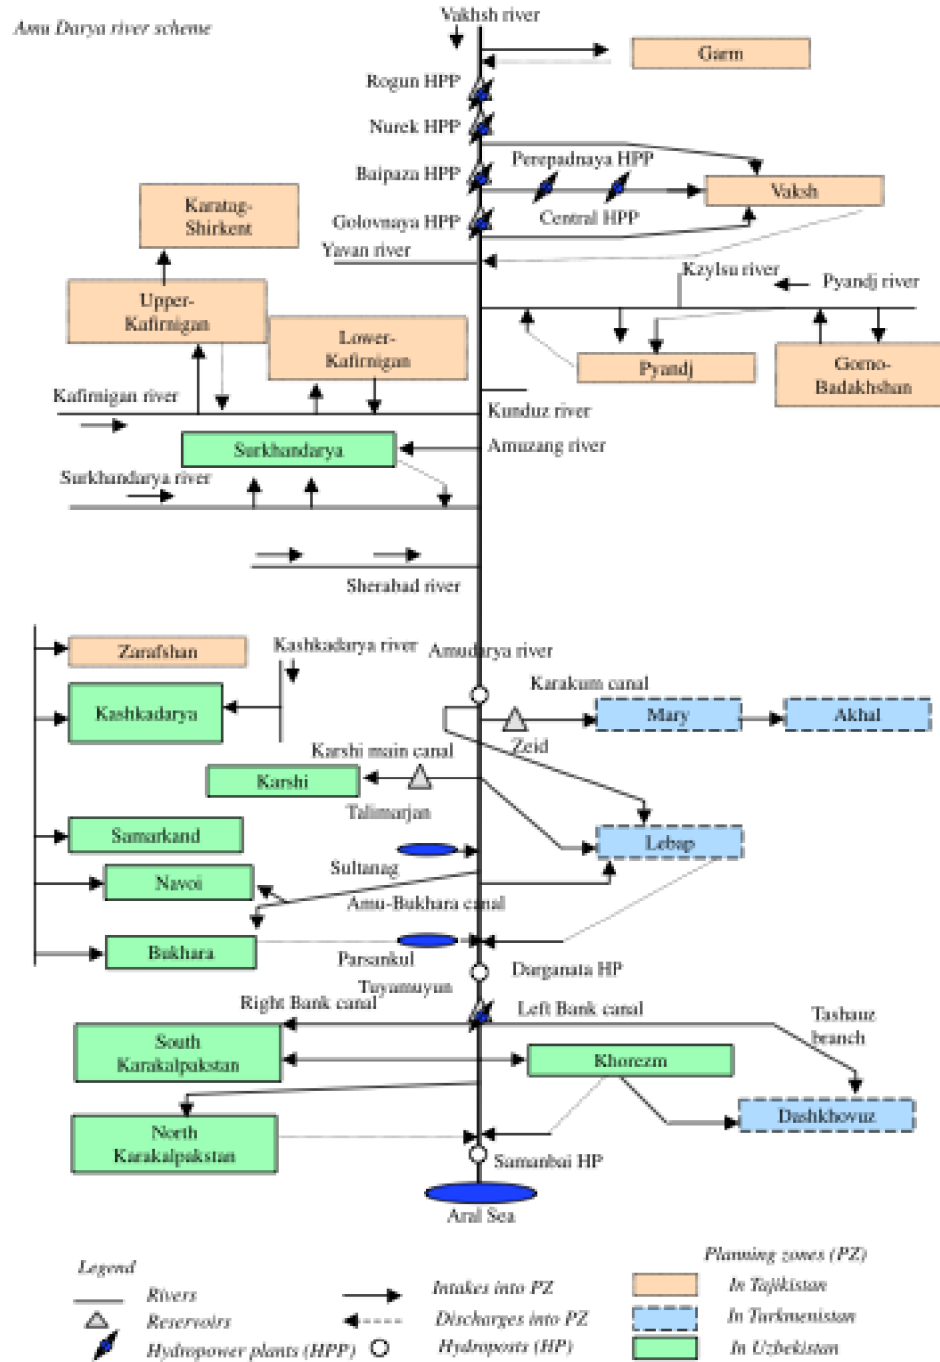 Vakhsh river
Amu Darya river scheme
Garm
Rogun HPP
Nurek HPP
Perepadnaya HPP
Baipaza HPP
Vaksh
Karatag-
Shirkent
Golovnaya HPP
Central HPP
Yavan river
Kzylsu river
Pyandj river
Upper-
Kafirnigan
Lower-
Kafirnigan
Pyandj
Gorno-
Badakhshan
Kafirnigan river
Kunduz river
Surkhandarya
Amuzang river
Surkhandarya river
Sherabad river
Zarafshan
Kashkadarya river
Amudarya river
Karakum canal
Kashkadarya
Mary
Akhal
Zeid
Karshi main canal
Karshi
Talimarjan
Samarkand
Lebap
Sultanag
Navoi
Amu-Bukhara canal
Bukhara
Parsankul
Darganata HP
Tuyamuyun
Right Bank canal
Left Bank canal
Tashauz
branch
South
Karakalpakstan
Khorezm
Dashkhovuz
North
Karakalpakstan
Samanbai HP
Aral Sea
Legend
Rivers
Reservoirs
Hydropower plants (HPP)
Intakes into PZ
Discharges into PZ
Hydroposts (HP)
Planning zones (PZ)
In Tajikistan
In Turkmenistan
In Uzbekistan